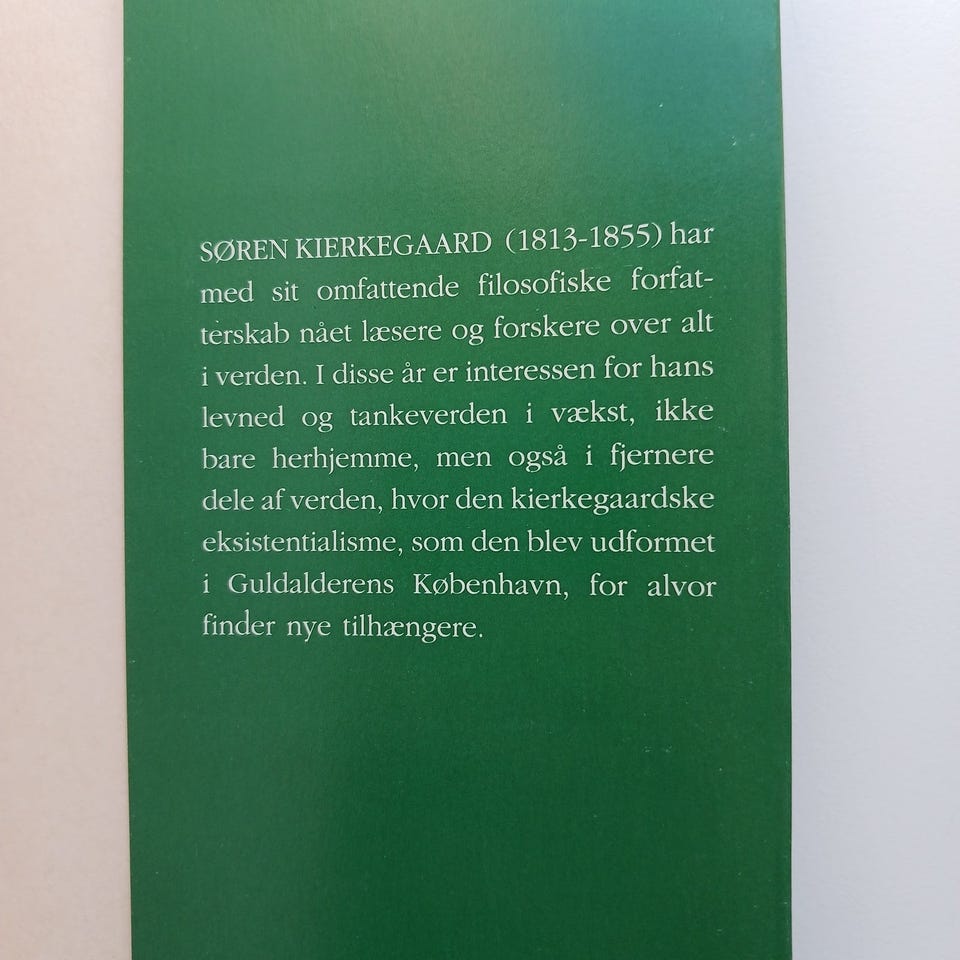 SØREN KIERKEGAARD (1813-1855) har
med sit omfattende filosofiske forfat-
terskab nået læsere og forskere over alt
i verden. I disse år er interessen for hans
levned og tankeverden i vækst, ikke
bare herhjemme, men også i fjernere
dele af verden, hvor den kierkegaardske
eksistentialisme, som den blev udformet
i Guldalderens København, for alvor
finder nye tilhængere.